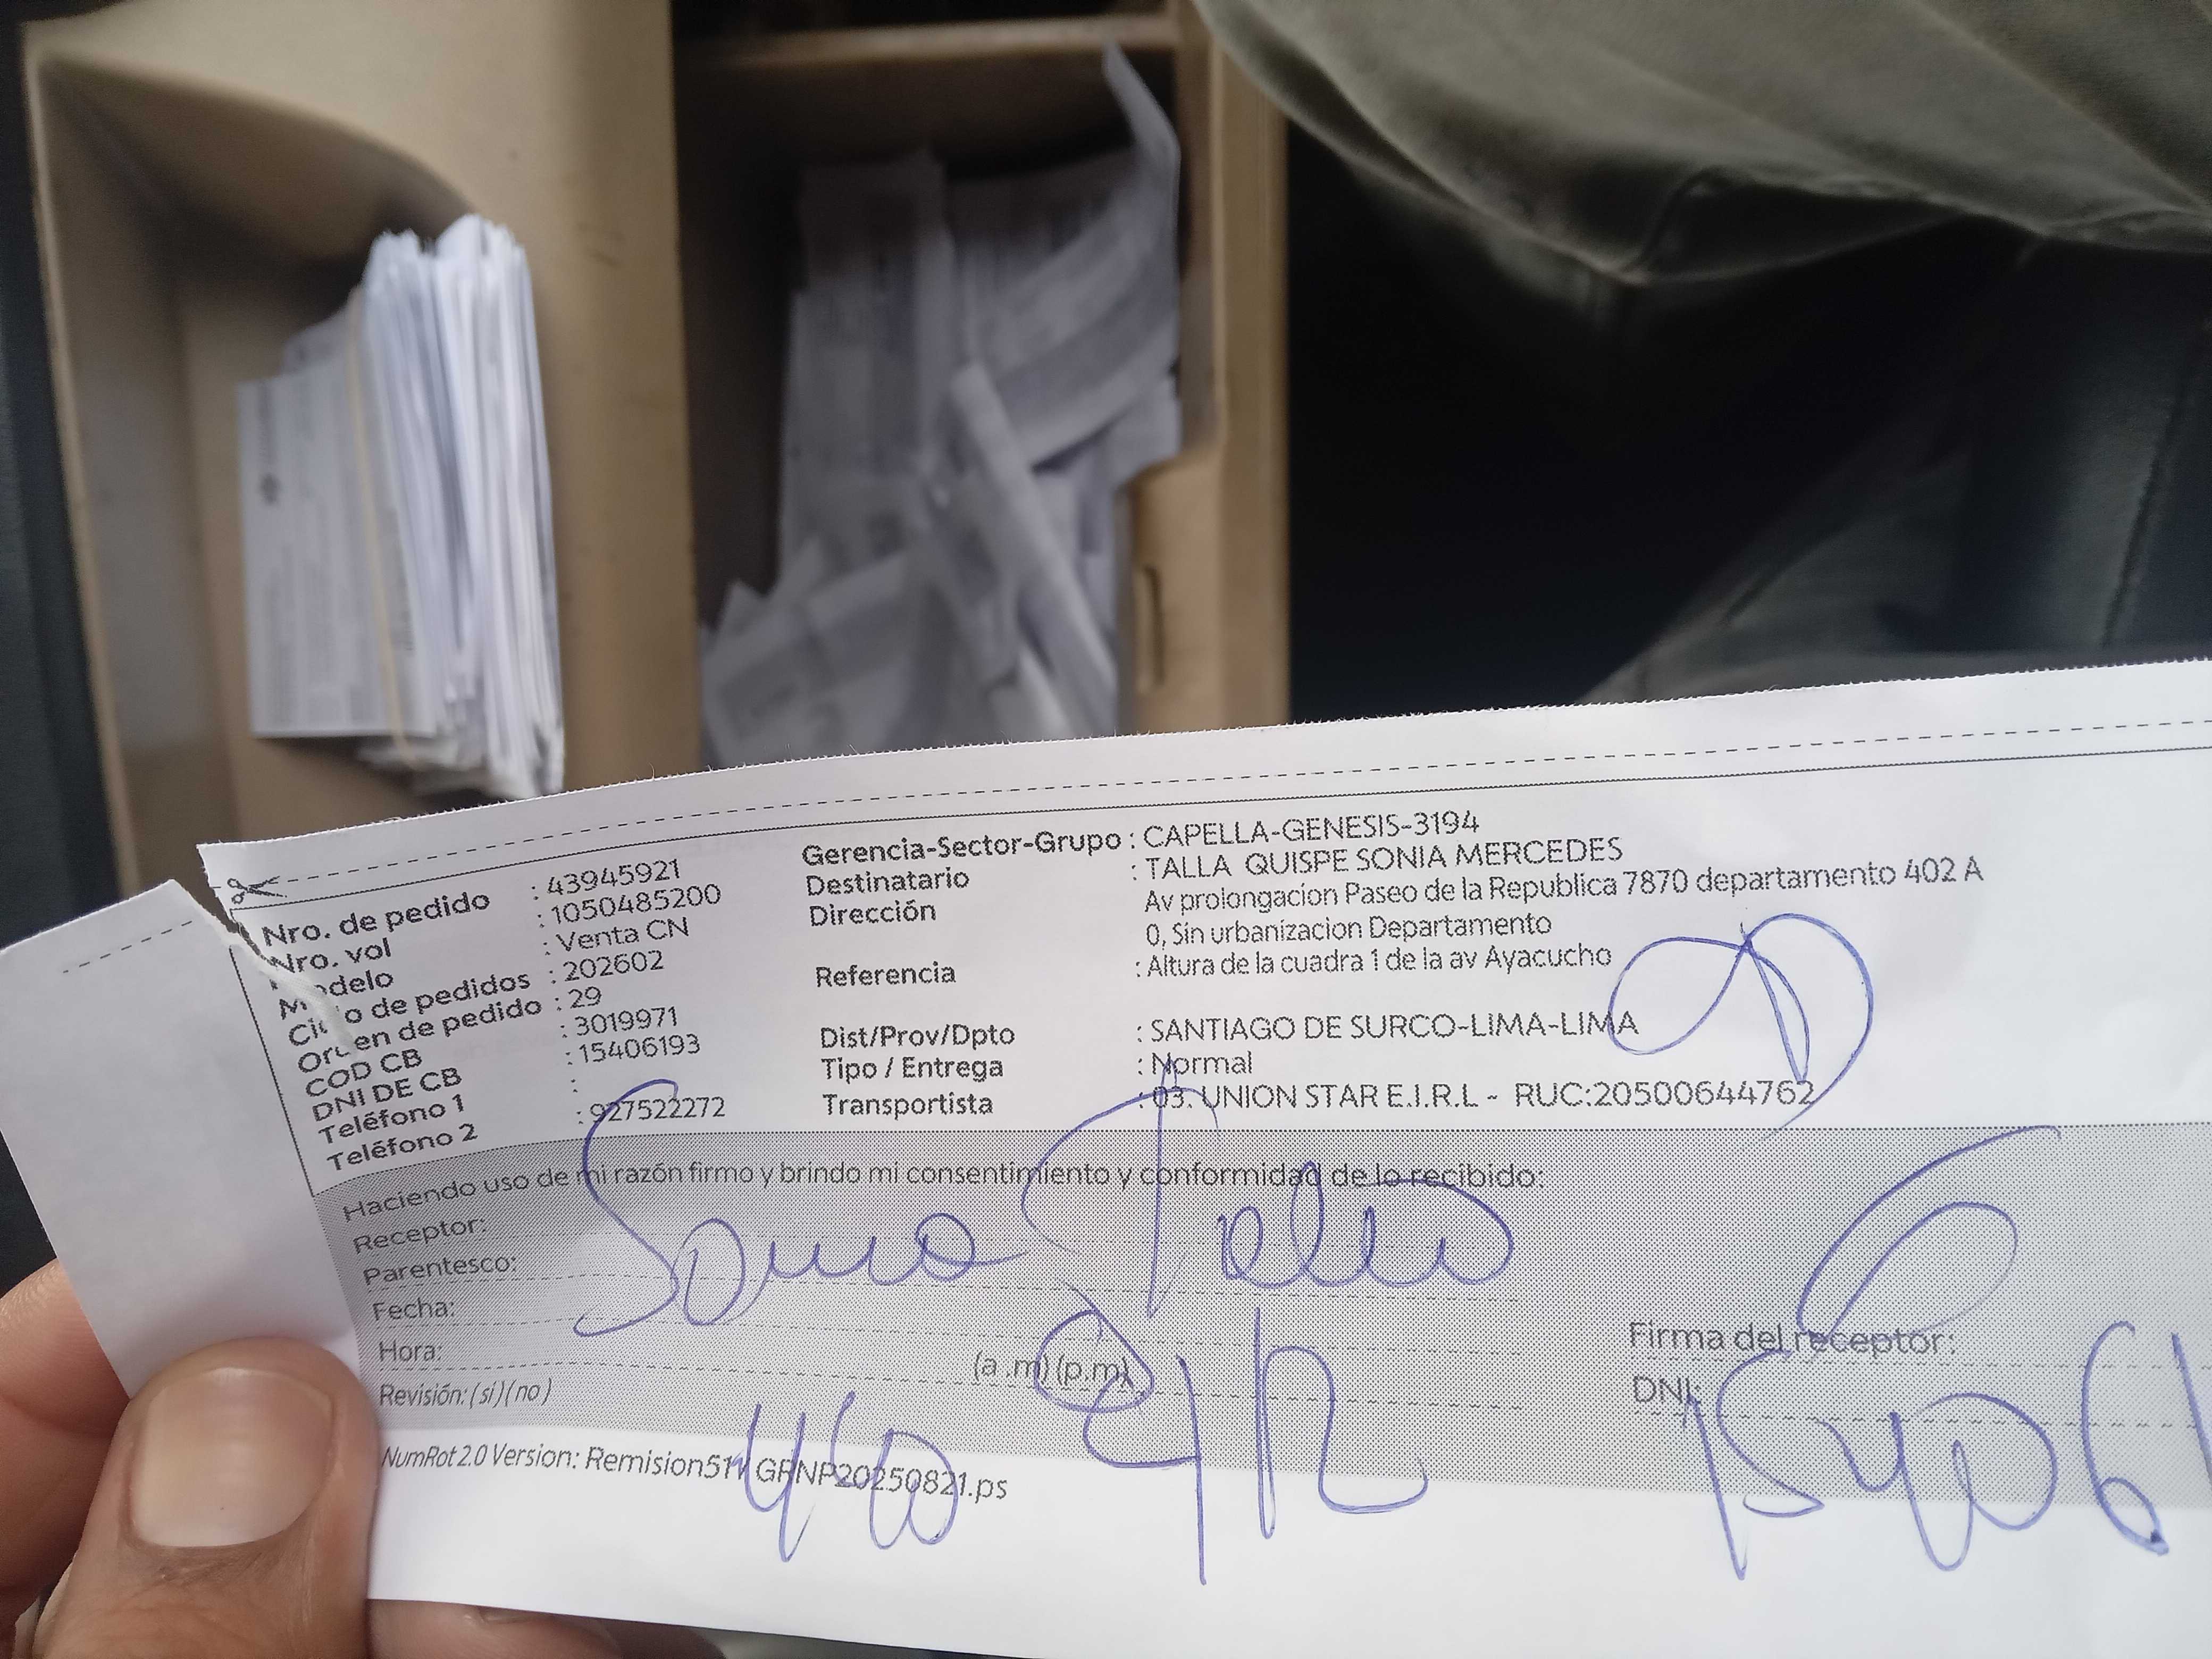 Nro. de pedido : 43945921
Nro. vol : 1050485200
Modelo : Venta CN
Ciclo de pedidos : 202602
Orden de pedido : 29
COD CB : 3019971
DNI DE CB : 15406193
Teléfono 1 :
Teléfono 2 : 927522272
Gerencia-Sector-Grupo : CAPELLA-GENESIS-3194
Destinatario : TALLA QUISPE SONIA MERCEDES
Dirección Av prolongacion Paseo de la Republica 7870 departamento 402 A
0, Sin urbanizacion Departamento
Referencia : Altura de la cuadra 1 de la av Ayacucho
Dist/Prov/Dpto : SANTIAGO DE SURCO-LIMA-LIMA
Tipo / Entrega : Normal
Transportista : 03. UNION STAR E.I.R.L - RUC:20500644762
Haciendo uso de mi razón firmo y brindo mi consentimiento y conformidad de lo recibido:
Receptor: Sonia Talla
Parentesco:
Fecha:
Hora: (a .m) (p.m)
Revisión: (si) (no)
Firma del receptor:
DNI: 154061
NumRot 2.0 Version: Remision511 GRNP20250821.ps